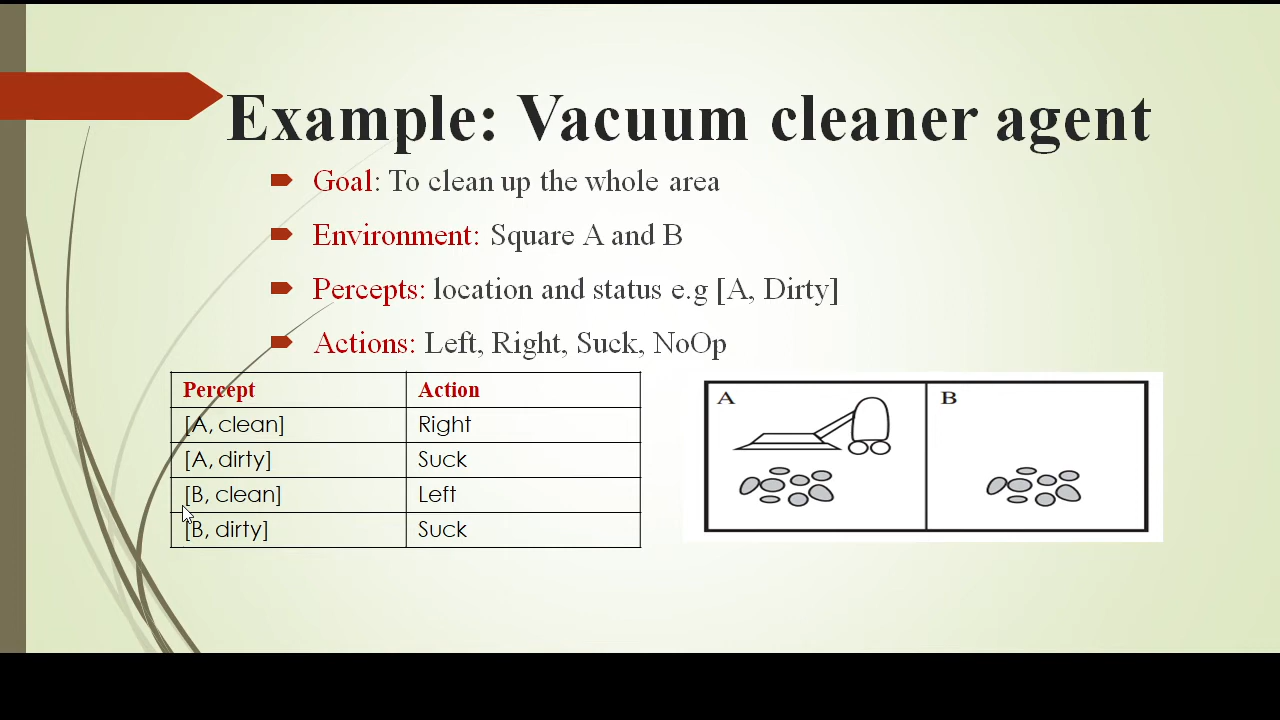 Example: Vacuum cleaner agent
Goal: To clean up the whole area
Environment: Square A and B
Percepts: location and status e.g [A, Dirty]
Actions: Left, Right, Suck, NoOp
Percept Action
[A, clean] Right
[A, dirty] Suck
[B, clean] Left
[B, dirty] Suck
A B